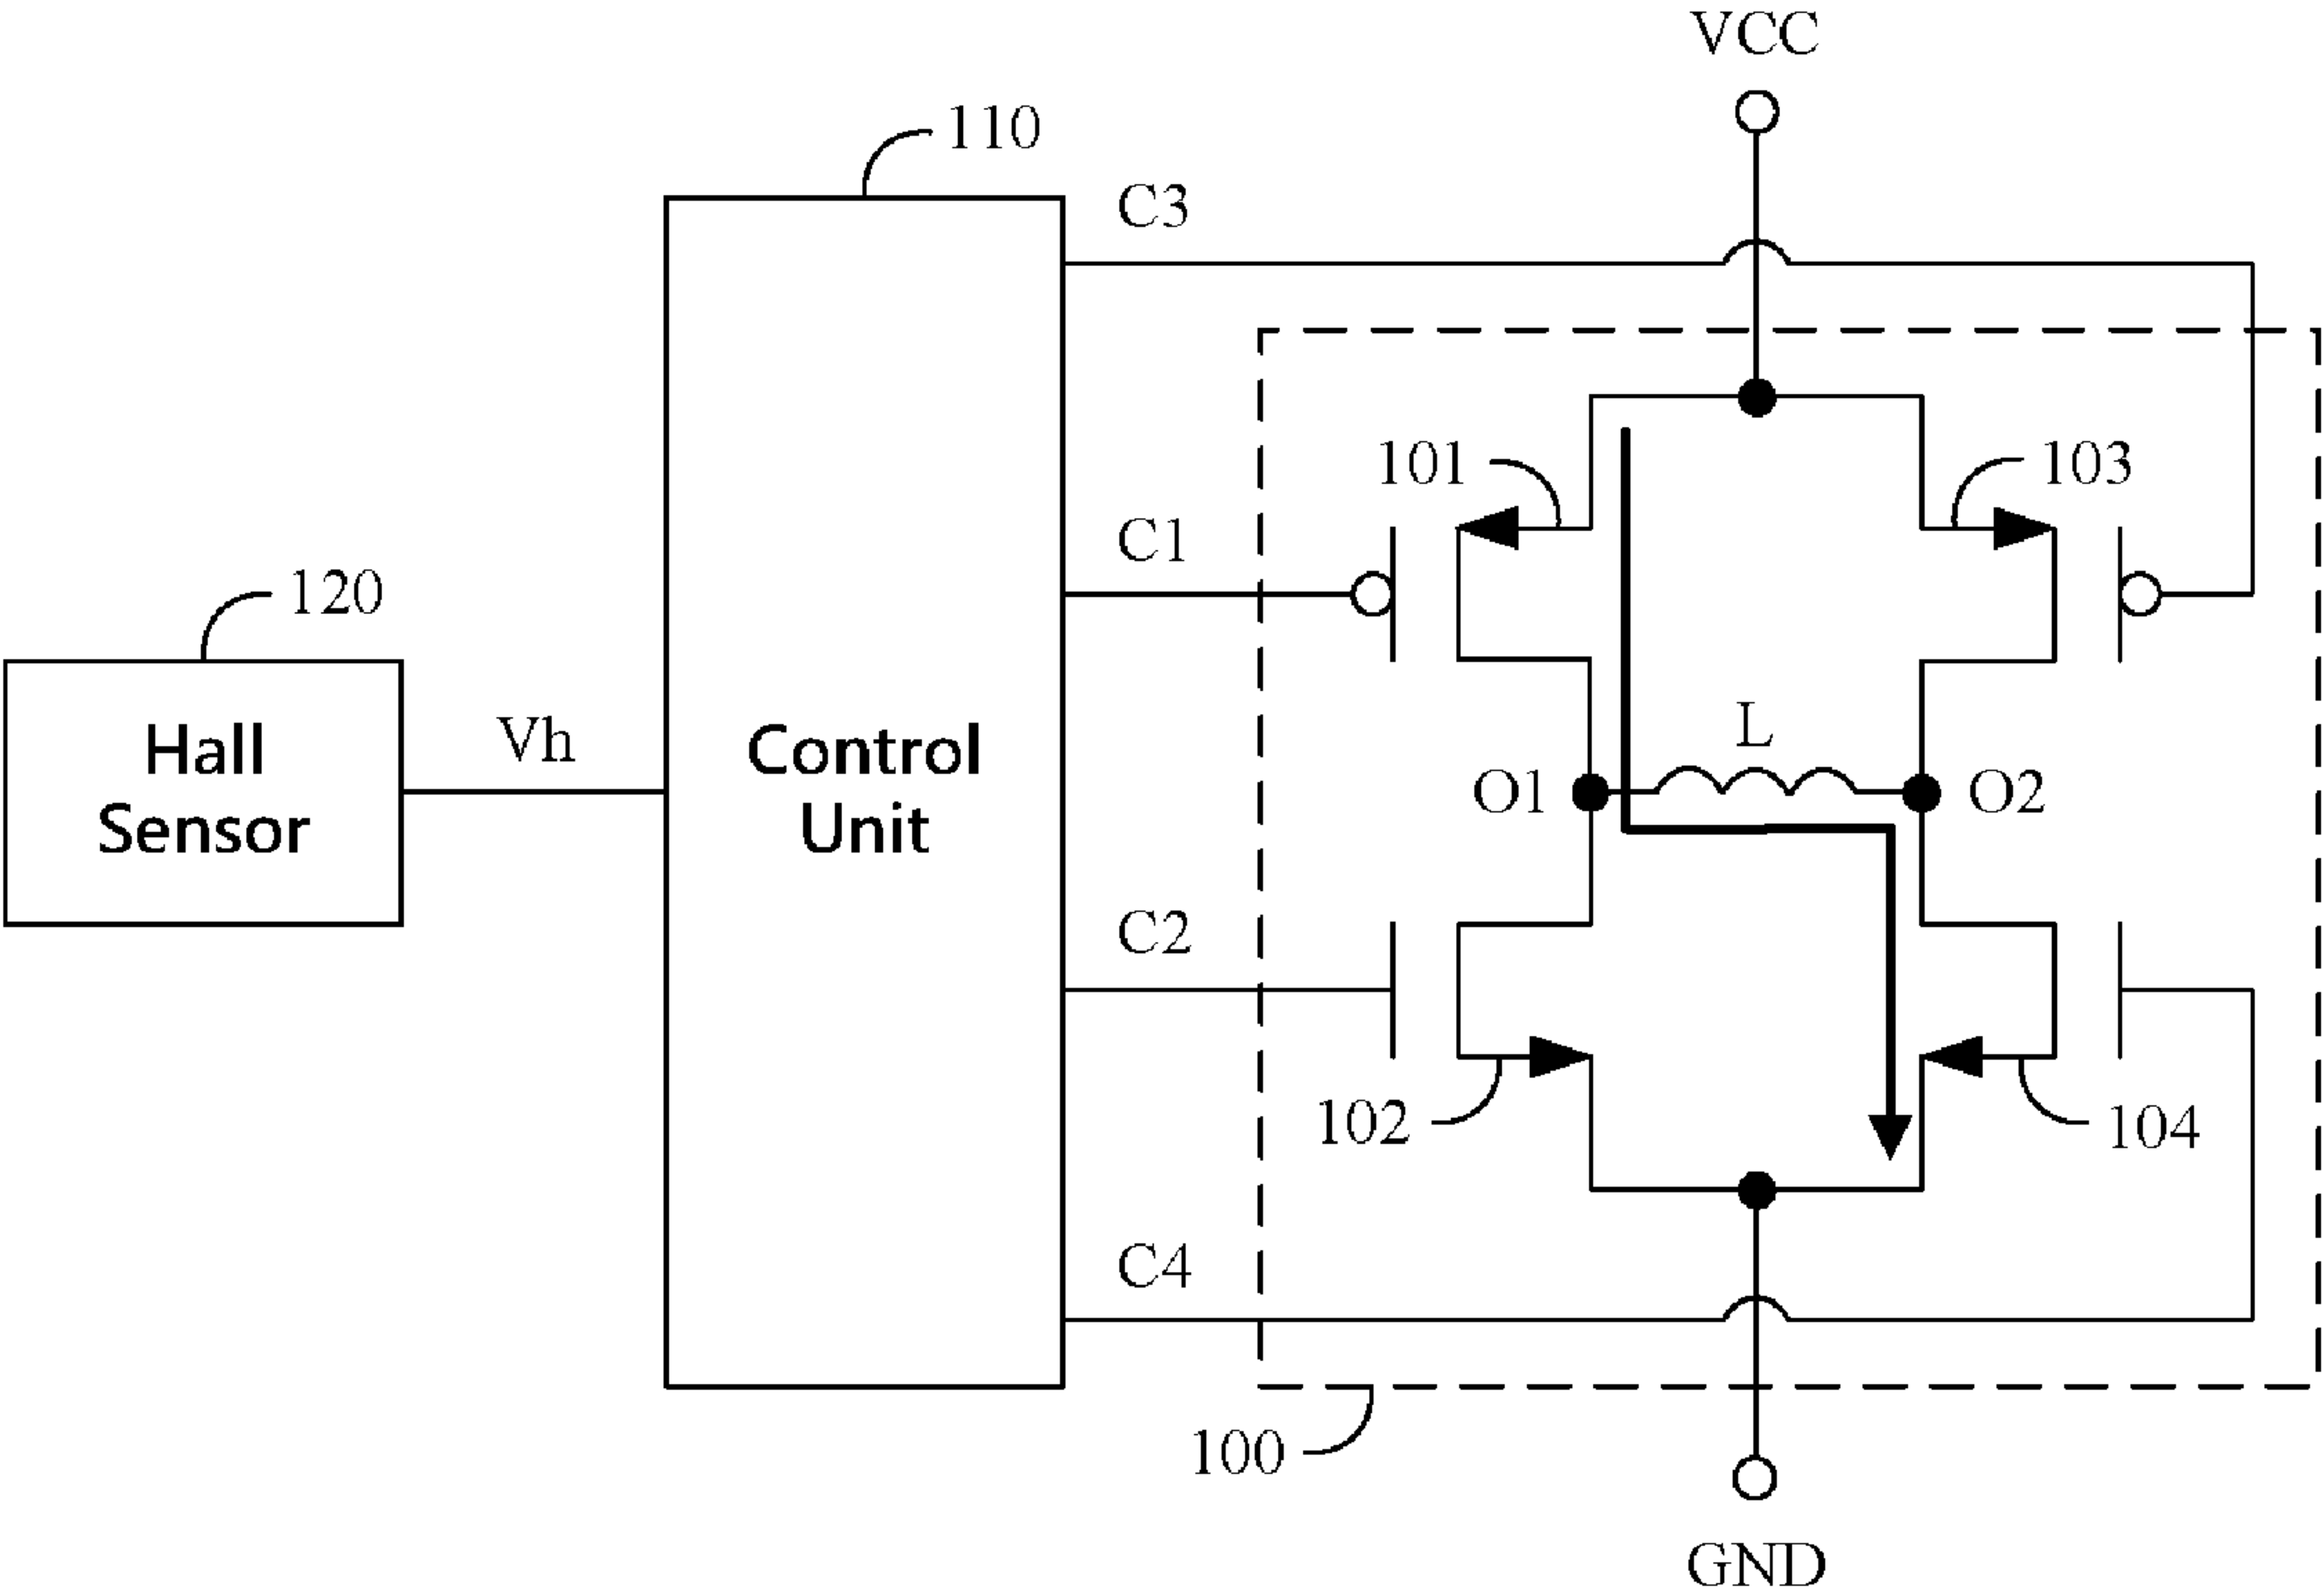 VCC
110
C3
101
103
C1
120
Hall
Sensor
Vh
Control
Unit
L
O1
O2
C2
102
104
C4
100
GND